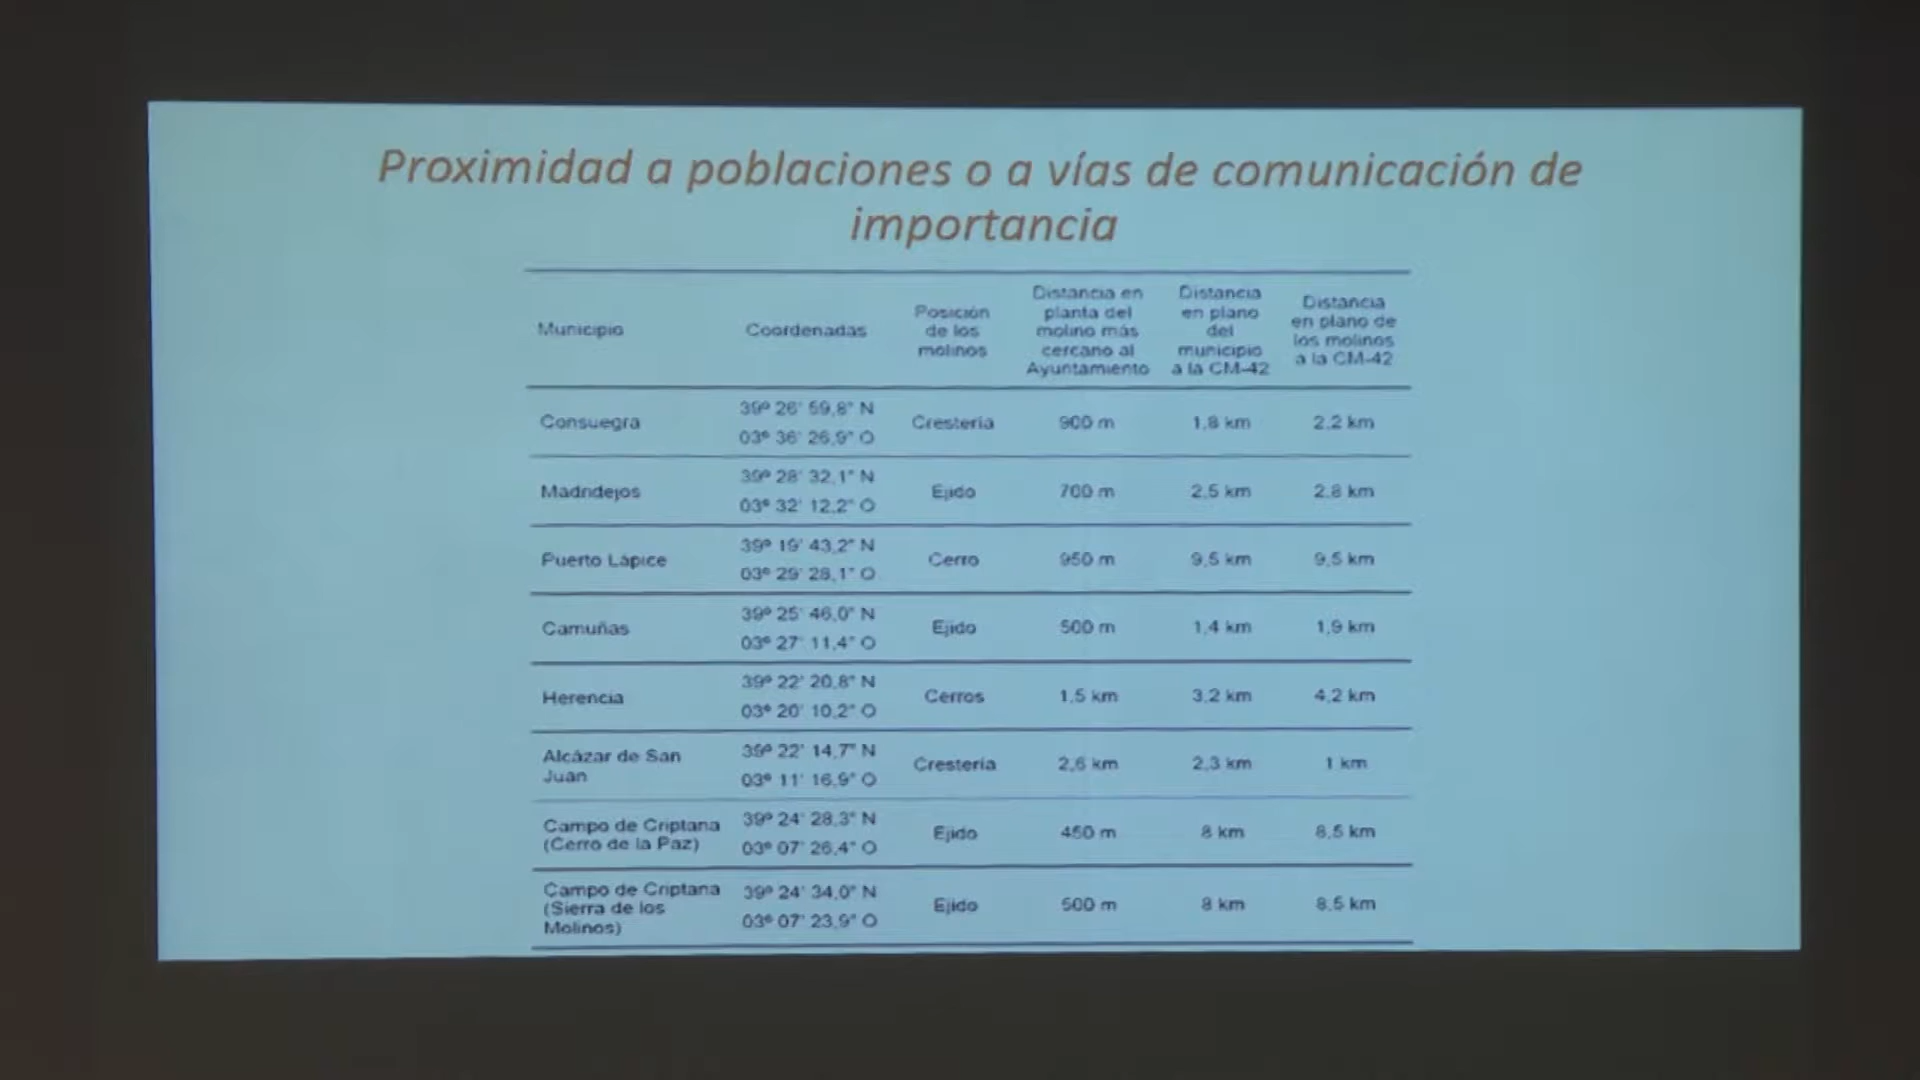 Proximidad a poblaciones o a vías de comunicación de
importancia
Municipio
Coordenadas
Posición
de los
molinos
Distancia en
planta del
molino más
cercano al
Ayuntamiento
Distancia
en plano
del
municipio
a la CM-42
Distancia
en plano de
los molinos
a la CM-42
Consuegra
39º 26' 59,8" N
03º 36' 26,9" O
Crestería
900 m
1,8 km
2,2 km
Madridejos
39º 28' 32,1" N
03º 32' 12,2" O
Ejido
700 m
2,5 km
2,8 km
Puerto Lápice
39º 19' 43,2" N
03º 29' 28,1" O
Cerro
950 m
9,5 km
9,5 km
Camuñas
39º 25' 46,0" N
03º 27' 11,4" O
Ejido
500 m
1,4 km
1,9 km
Herencia
39º 22' 20,8" N
03º 20' 10,2" O
Cerros
1,5 km
3,2 km
4,2 km
Alcázar de San
Juan
39º 22' 14,7" N
03º 11' 16,9" O
Crestería
2,6 km
2,3 km
1 km
Campo de Criptana
(Cerro de la Paz)
39º 24' 28,3" N
03º 07' 26,4" O
Ejido
450 m
8 km
8,5 km
Campo de Criptana
(Sierra de los
Molinos)
39º 24' 34,0" N
03º 07' 23,9" O
Ejido
500 m
8 km
8,5 km